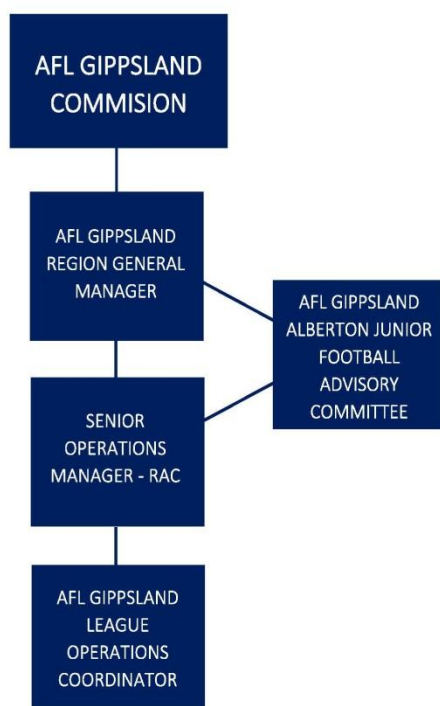 AFL GIPPSLAND
COMMISION
AFL GIPPSLAND
REGION GENERAL
MANAGER
AFL GIPPSLAND
ALBERTON JUNIOR
FOOTBALL
ADVISORY
COMMITTEE
SENIOR
OPERATIONS
MANAGER - RAC
AFL GIPPSLAND
LEAGUE
OPERATIONS
COORDINATOR